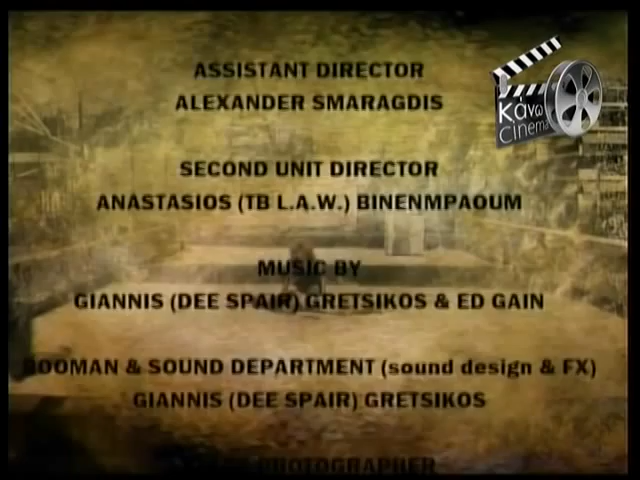 ASSISTANT DIRECTOR
ALEXANDER SMARAGDIS
κάνω
cinema
SECOND UNIT DIRECTOR
ANASTASIOS (TB L.A.W.) BINENMPAOUM
MUSIC BY
GIANNIS (DEE SPAIR) GRETSIKOS & ED GAIN
BOOMAN & SOUND DEPARTMENT (sound design & FX)
GIANNIS (DEE SPAIR) GRETSIKOS
PHOTOGRAPHER